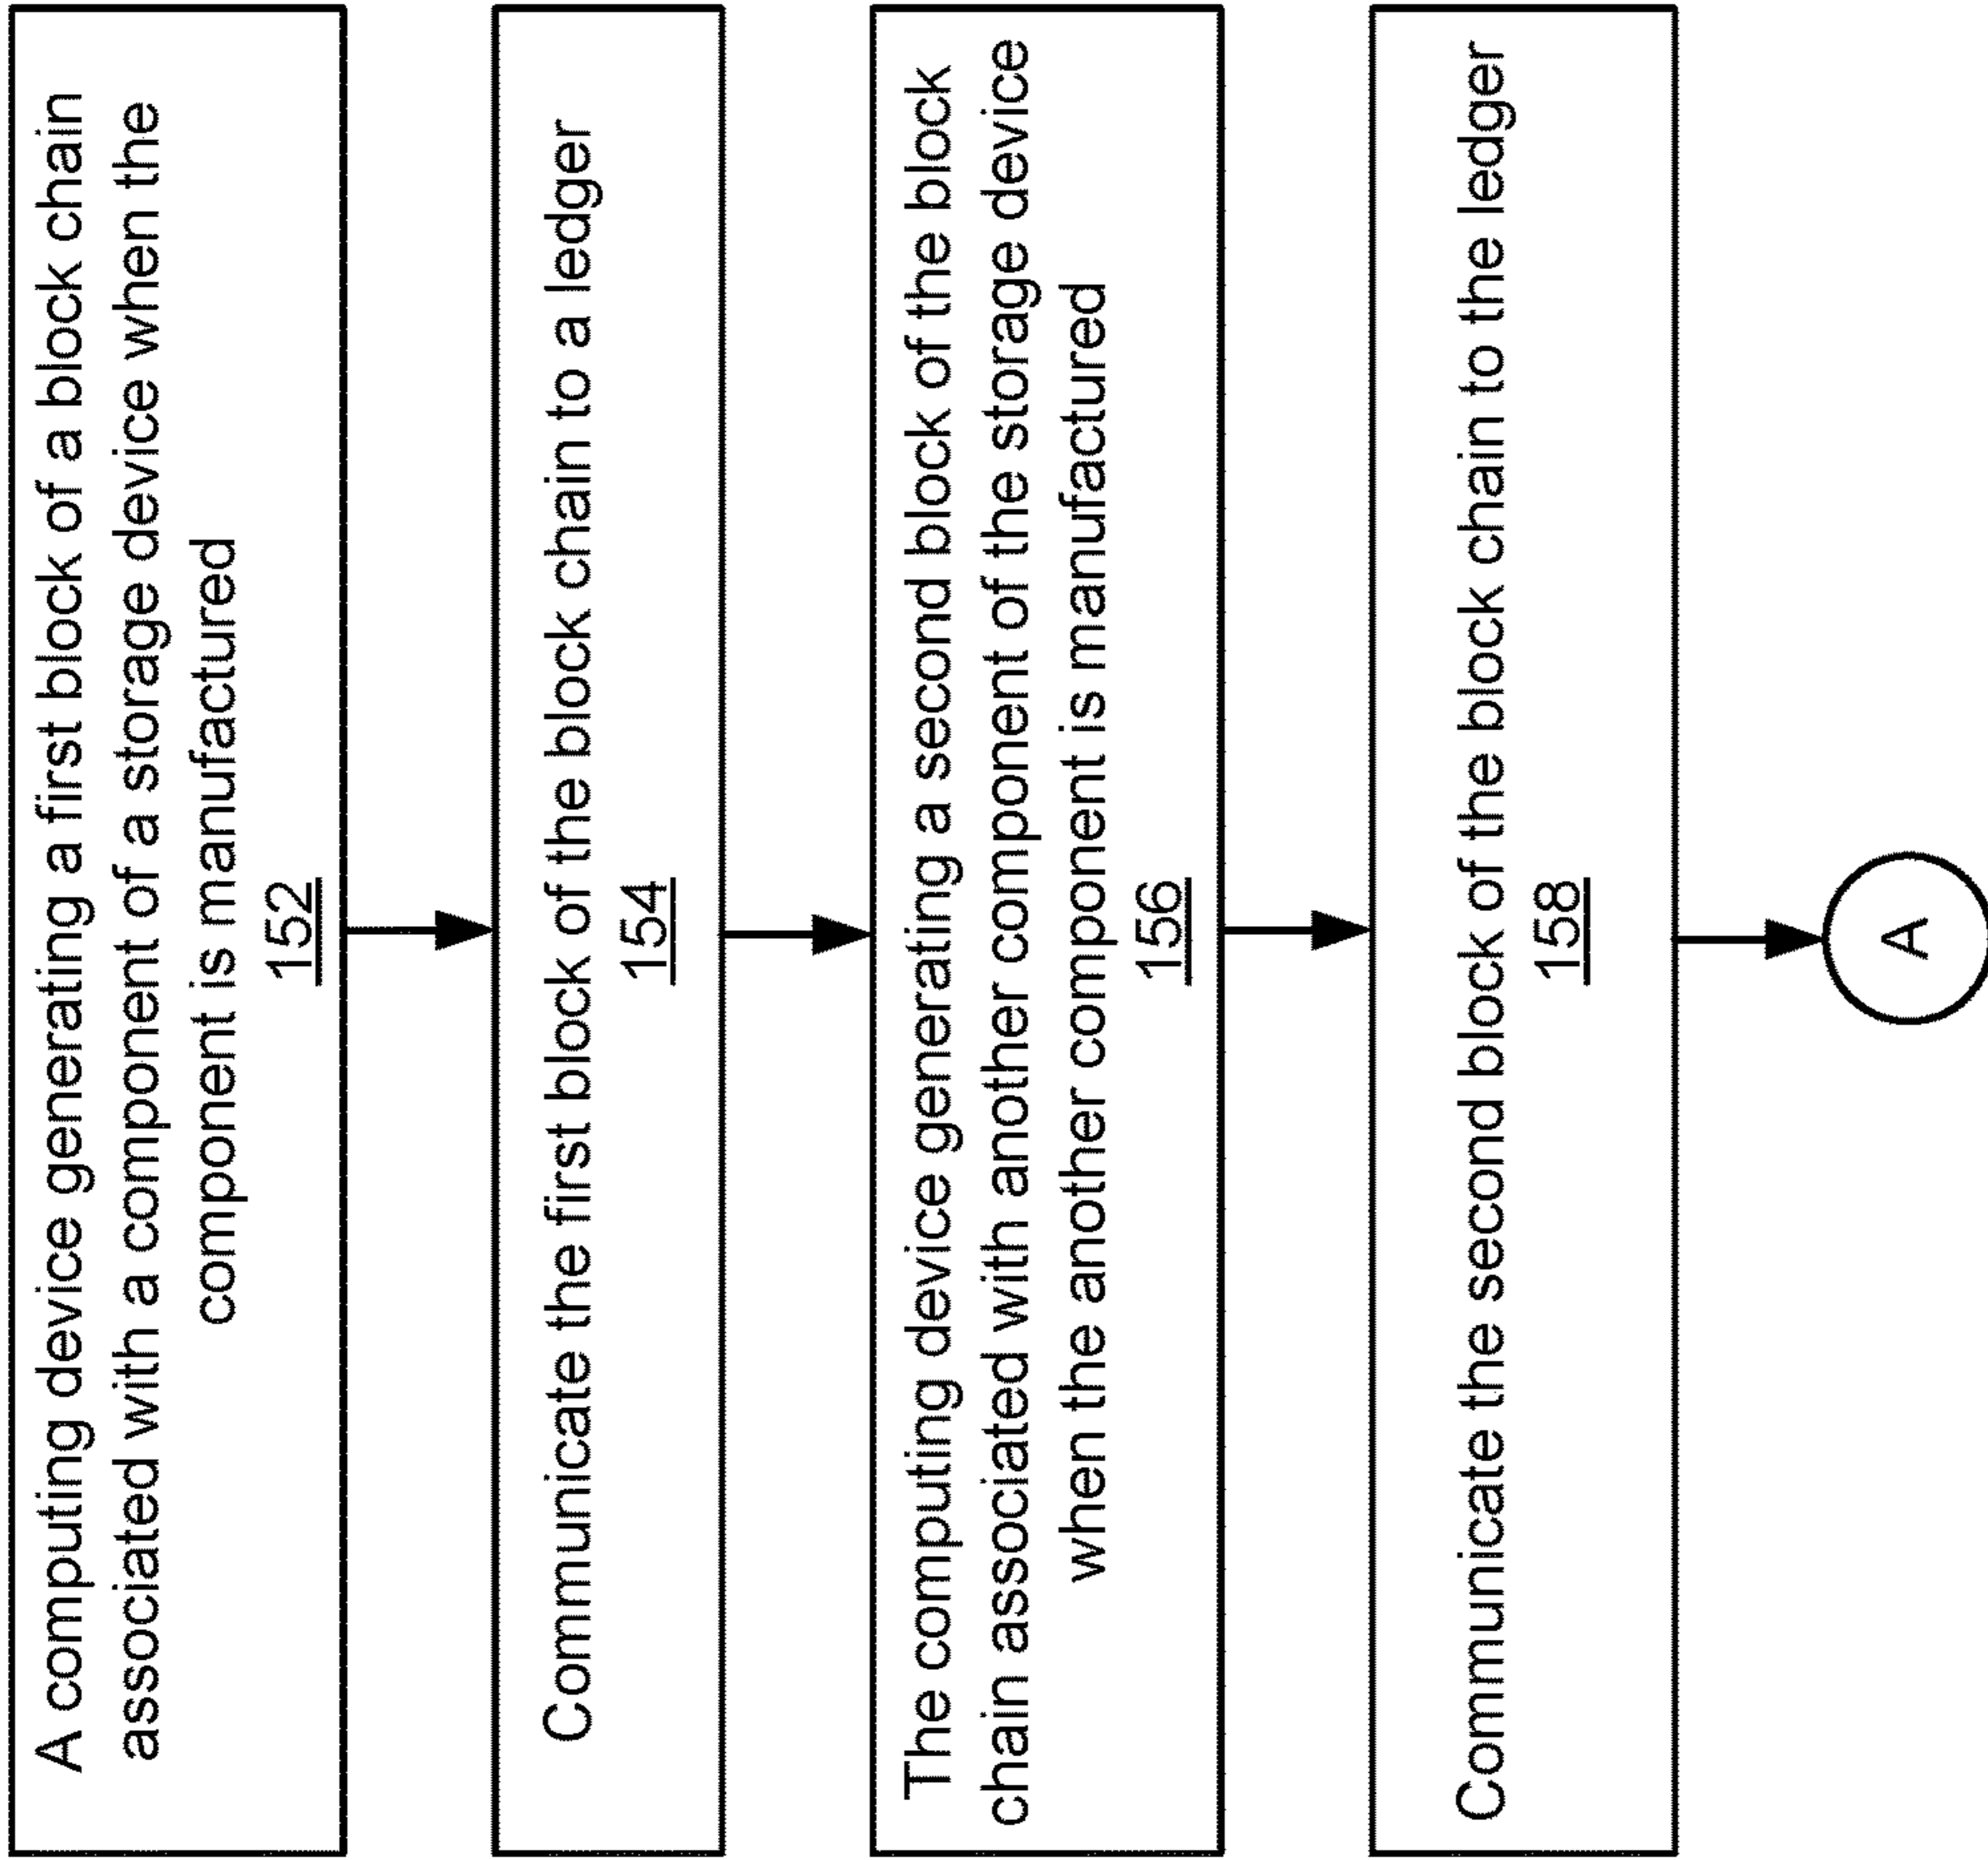 A computing device generating a first block of a block chain
associated with a component of a storage device when the
component is manufactured
152
Communicate the first block of the block chain to a ledger
154
The computing device generating a second block of the block
chain associated with another component of the storage device
when the another component is manufactured
156
Communicate the second block of the block chain to the ledger
158
A